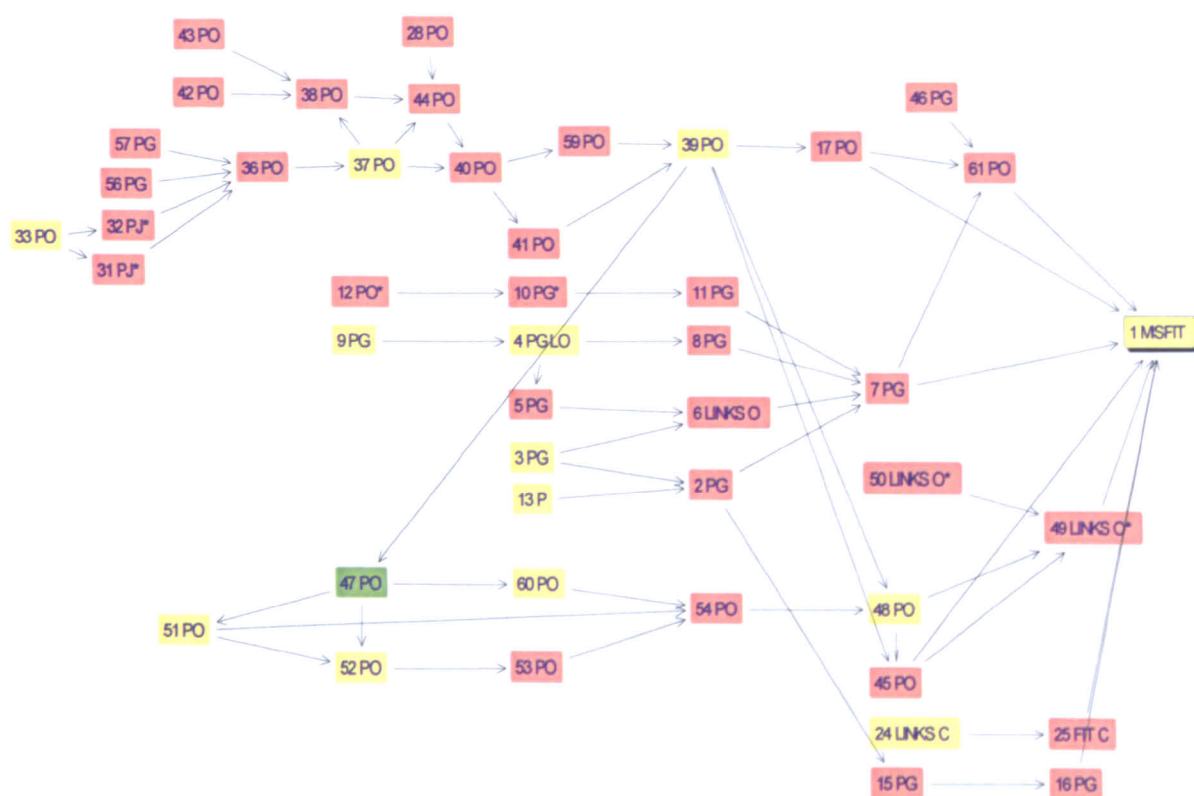 43 PO
28 PO
42 PO
38 PO
44 PO
46 PG
57 PG
59 PO
39 PO
17 PO
36 PO
37 PO
40 PO
61 PO
56 PG
32 PJ*
33 PO
41 PO
31 PJ*
12 PO*
10 PG*
11 PG
1 MISFIT
9 PG
4 PGLO
8 PG
7 PG
5 PG
6 LINKS O
3 PG
2 PG
50 LINKS O*
13 P
49 LINKS O*
47 PO
60 PO
54 PO
48 PO
51 PO
52 PO
53 PO
45 PO
24 LINKS C
25 FIT C
15 PG
16 PG